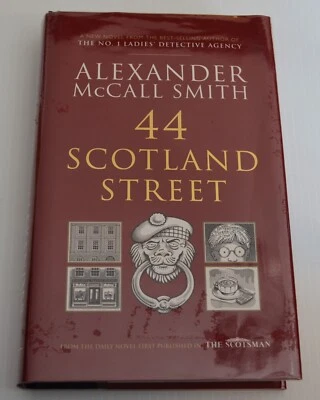 A NEW NOVEL FROM THE BEST-SELLING AUTHOR OF
THE NO. 1 LADIES' DETECTIVE AGENCY
ALEXANDER
McCALL SMITH
44
SCOTLAND
STREET
FROM THE DAILY NOVEL FIRST PUBLISHED IN THE SCOTSMAN